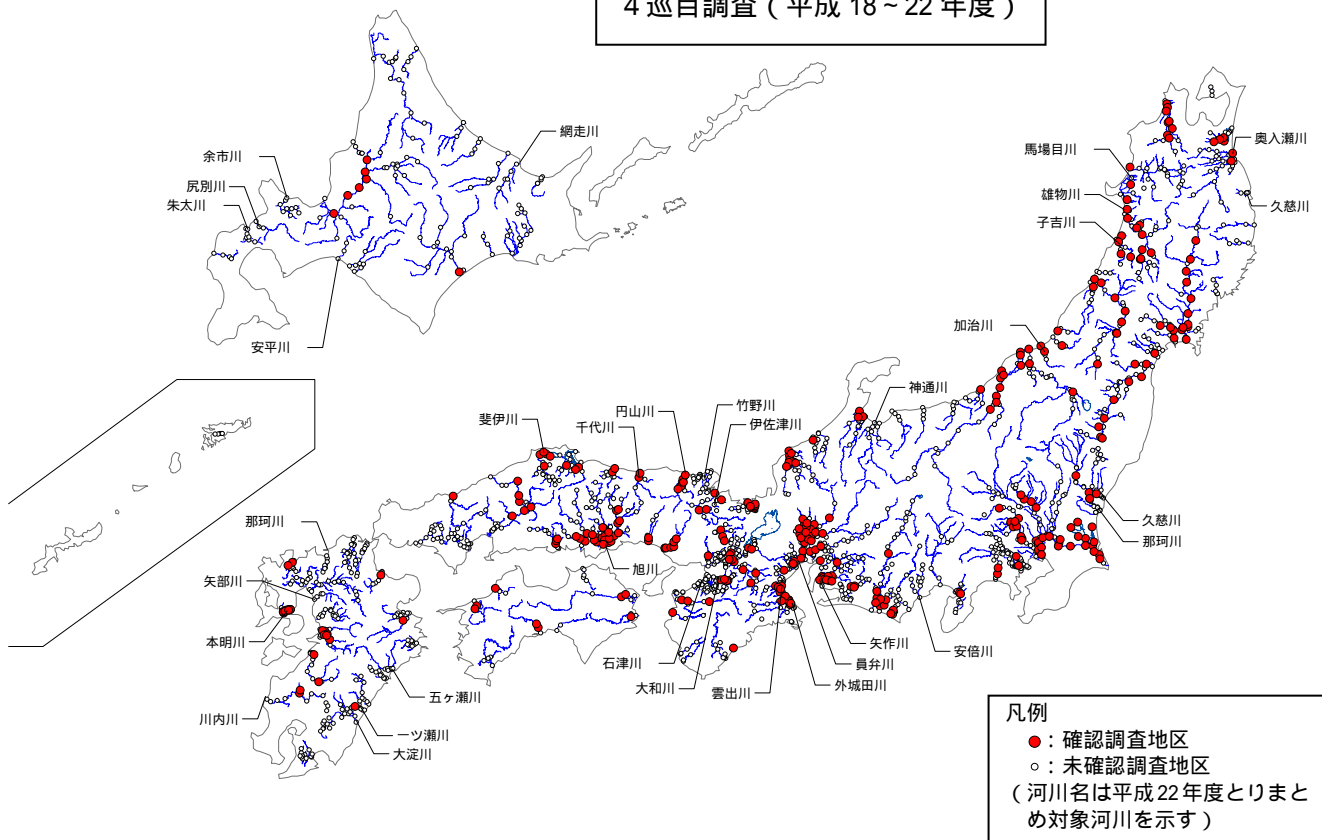 4 巡目調査（平成 18～22 年度）
網走川
余市川
尻別川
朱太川
安平川
奥入瀬川
馬場目川
雄物川
久慈川
子吉川
加治川
神通川
竹野川
円山川
伊佐津川
斐伊川
千代川
久慈川
那珂川
那珂川
矢部川
旭川
本明川
矢作川
安倍川
石津川
員弁川
大和川
外城田川
雲出川
五ヶ瀬川
川内川
一ツ瀬川
大淀川
凡例
●：確認調査地区
○：未確認調査地区
（河川名は平成22年度とりまと
め対象河川を示す）